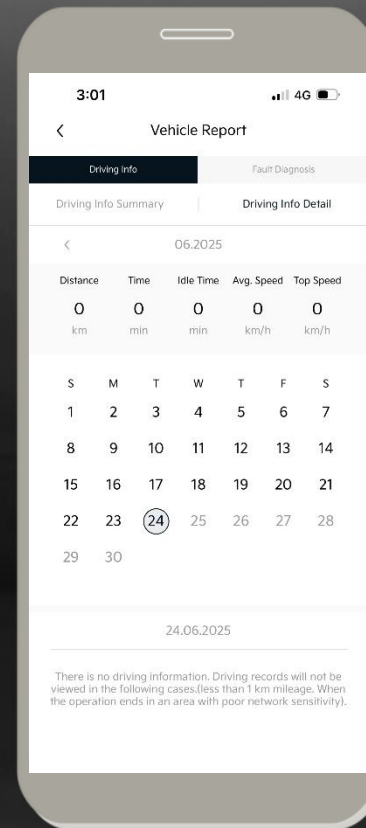 3:01 4G
Vehicle Report
Driving Info Fault Diagnosis
Driving Info Summary Driving Info Detail
06.2025
Distance Time Idle Time Avg. Speed Top Speed
0 0 0 0 0
km min min km/h km/h
S M T W T F S
1 2 3 4 5 6 7
8 9 10 11 12 13 14
15 16 17 18 19 20 21
22 23 24 25 26 27 28
29 30
24.06.2025
There is no driving information. Driving records will not be
viewed in the following cases.(less than 1 km mileage. When
the operation ends in an area with poor network sensitivity).